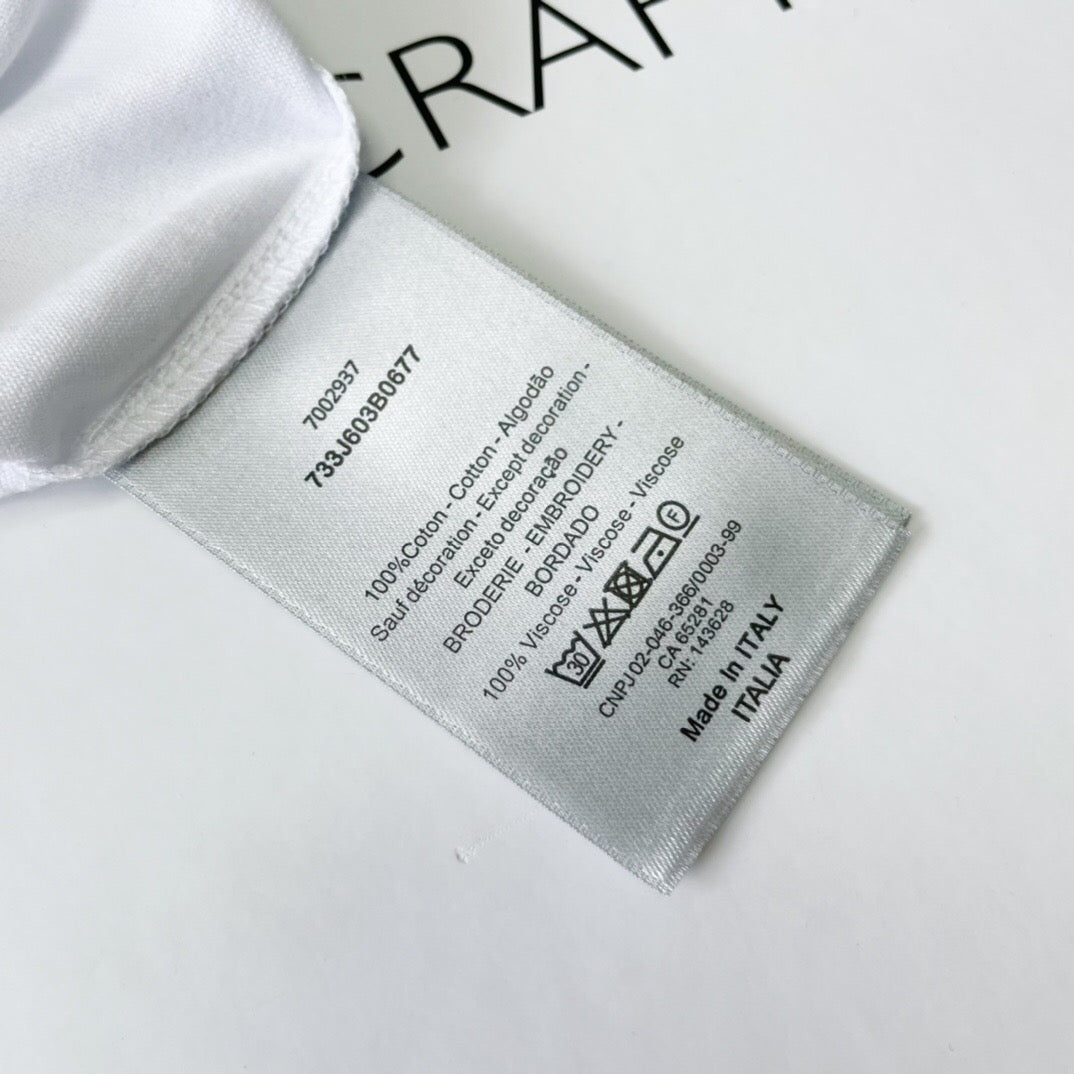 CRAF
7002937
733J603B0677
100%Coton - Cotton - Algodão
Sauf décoration - Except decoration -
Exceto decoração
BRODERIE - EMBROIDERY -
BORDADO
100% Viscose - Viscose - Viscose
30 F
CNPJ 02-046-366/0003-99
CA 65281
RN: 143628
Made In ITALY
ITALIA